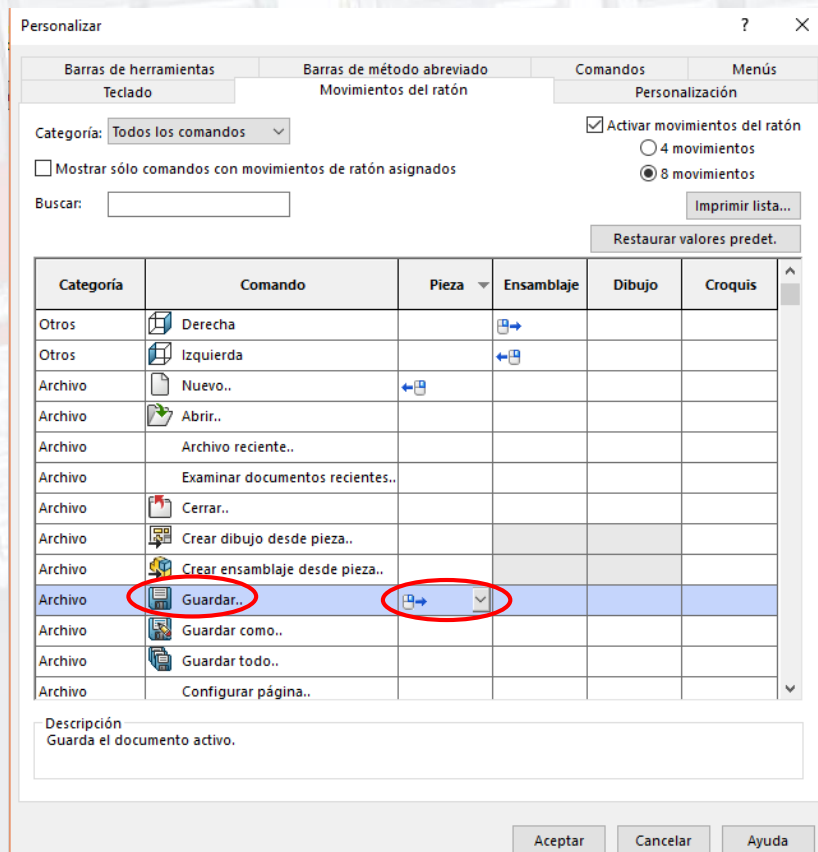 Personalizar
Barras de herramientas Barras de método abreviado Comandos Menús
Teclado Movimientos del ratón Personalización
Categoría: Todos los comandos
Activar movimientos del ratón
4 movimientos
Mostrar sólo comandos con movimientos de ratón asignados
8 movimientos
Buscar:
Imprimir lista...
Restaurar valores predet.
Categoría Comando Pieza Ensamblaje Dibujo Croquis
Otros Derecha
Otros Izquierda
Archivo Nuevo..
Archivo Abrir..
Archivo Archivo reciente..
Archivo Examinar documentos recientes..
Archivo Cerrar..
Archivo Crear dibujo desde pieza..
Archivo Crear ensamblaje desde pieza..
Archivo Guardar..
Archivo Guardar como..
Archivo Guardar todo..
Archivo Configurar página..
Descripción
Guarda el documento activo.
Aceptar Cancelar Ayuda